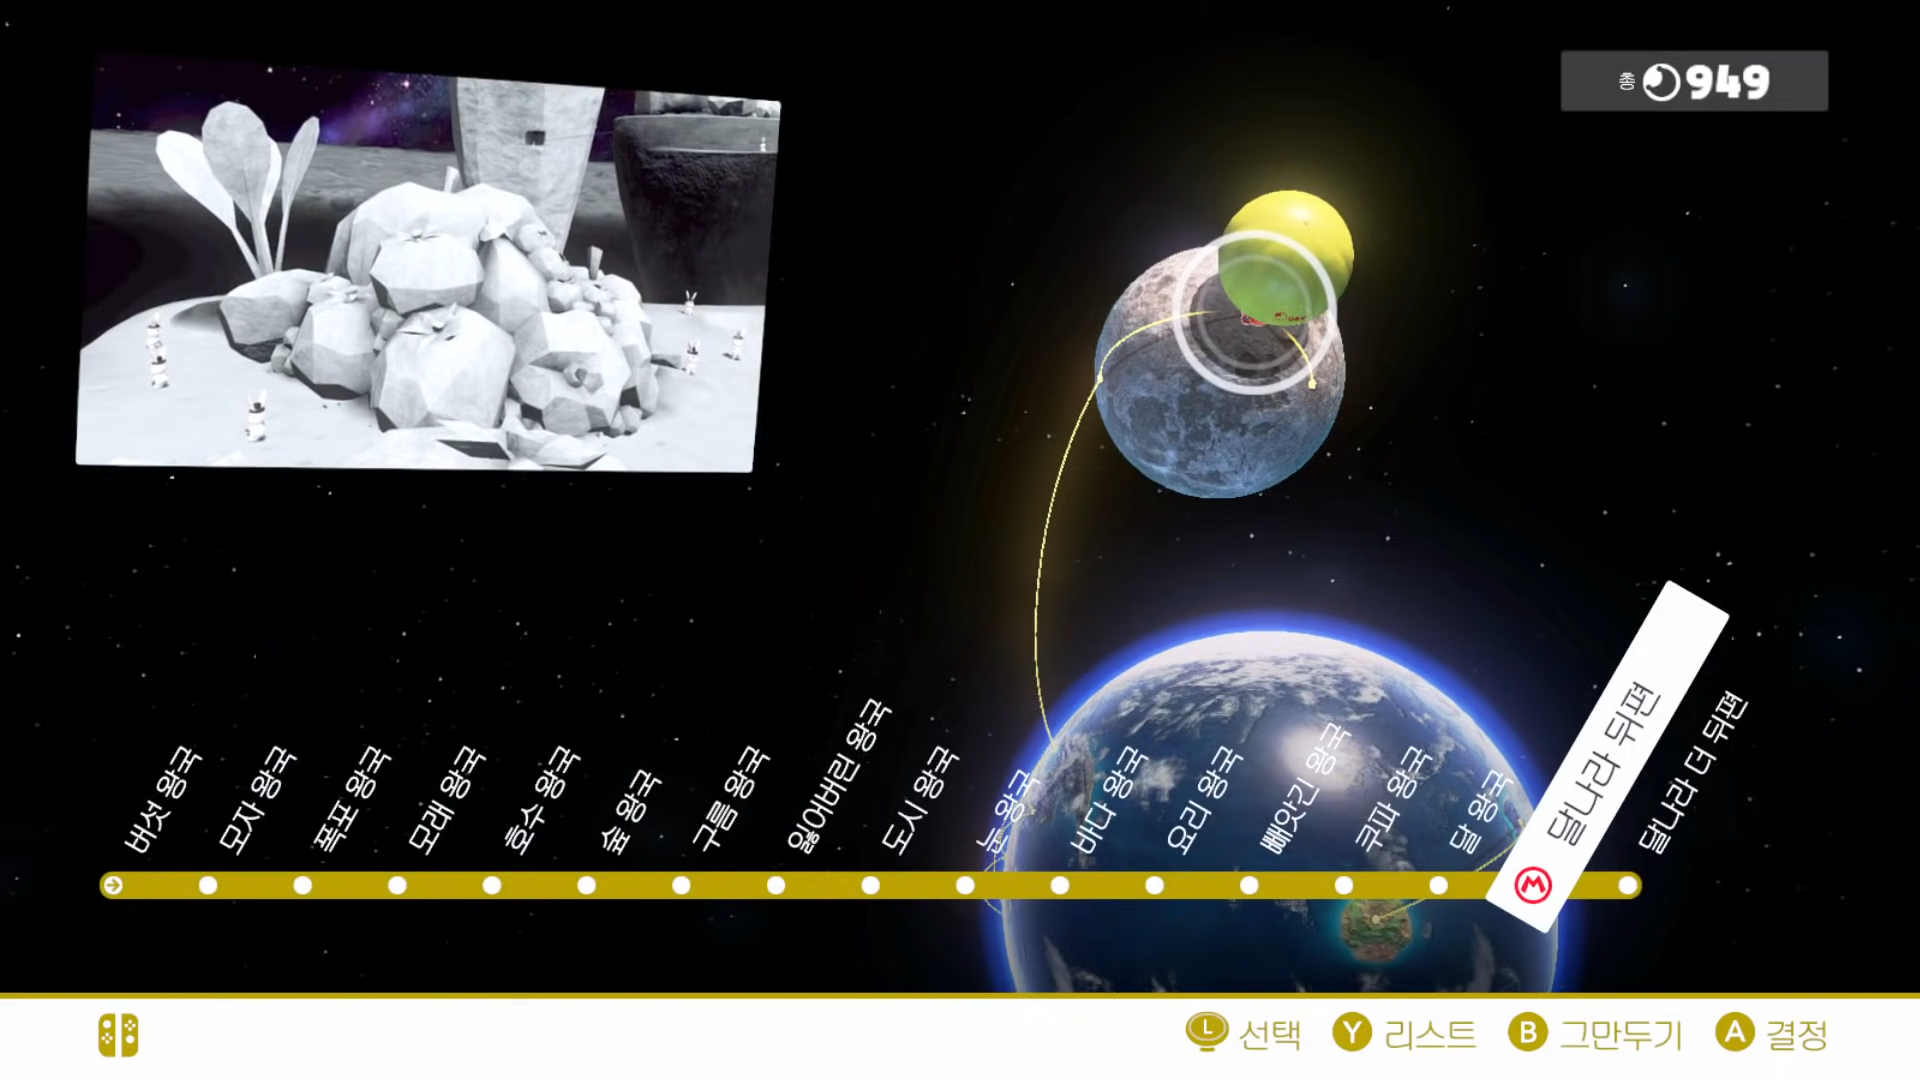 총 949
버섯 왕국
모자 왕국
폭포 왕국
모래 왕국
호수 왕국
숲 왕국
구름 왕국
잃어버린 왕국
도시 왕국
눈 왕국
바다 왕국
요리 왕국
빼앗긴 왕국
쿠파 왕국
달 왕국
달나라 뒤편
달나라 더 뒤편
L 선택
Y 리스트
B 그만두기
A 결정